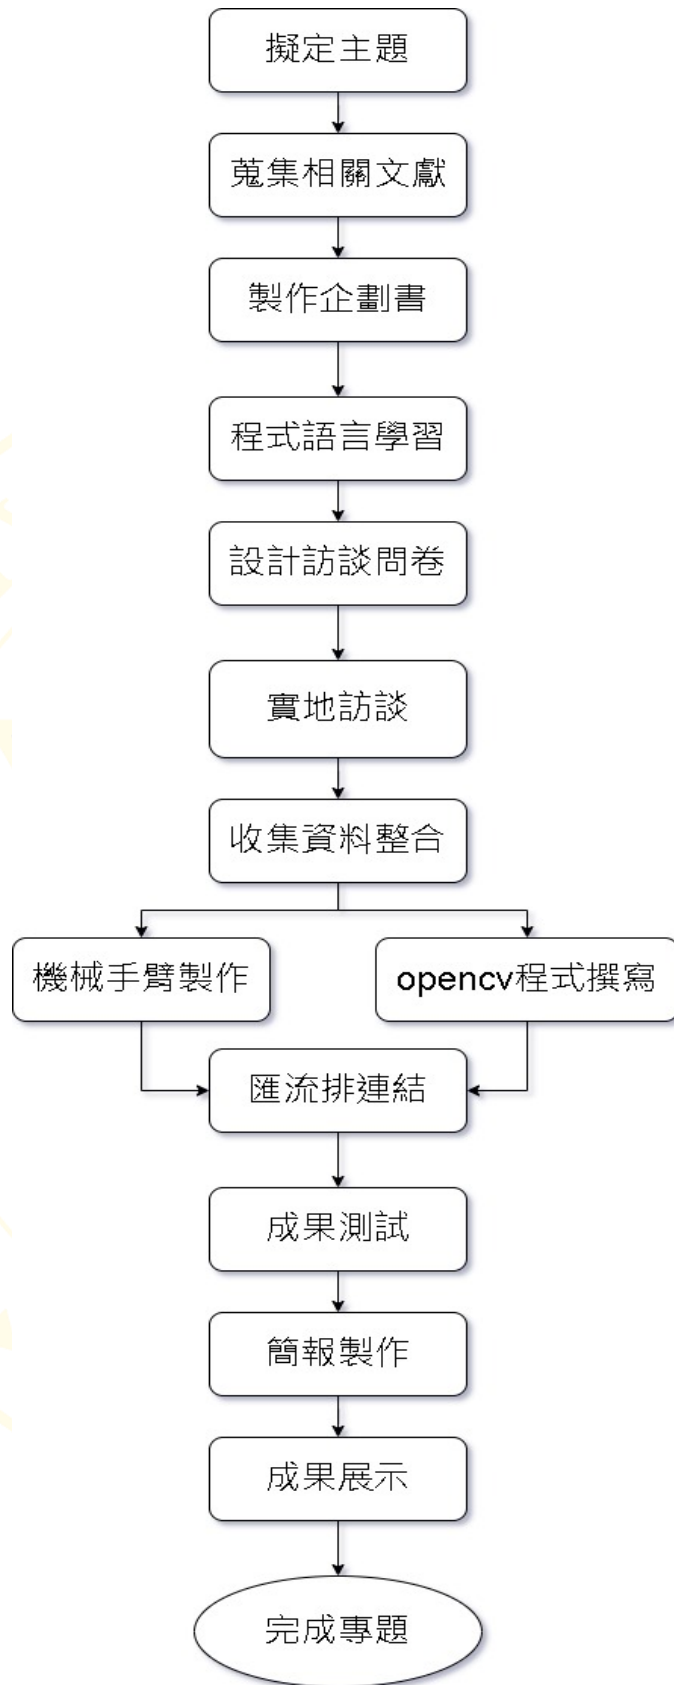 擬定主題
蒐集相關文獻
製作企劃書
程式語言學習
設計訪談問卷
實地訪談
收集資料整合
機械手臂製作
opencv程式撰寫
匯流排連結
成果測試
簡報製作
成果展示
完成專題